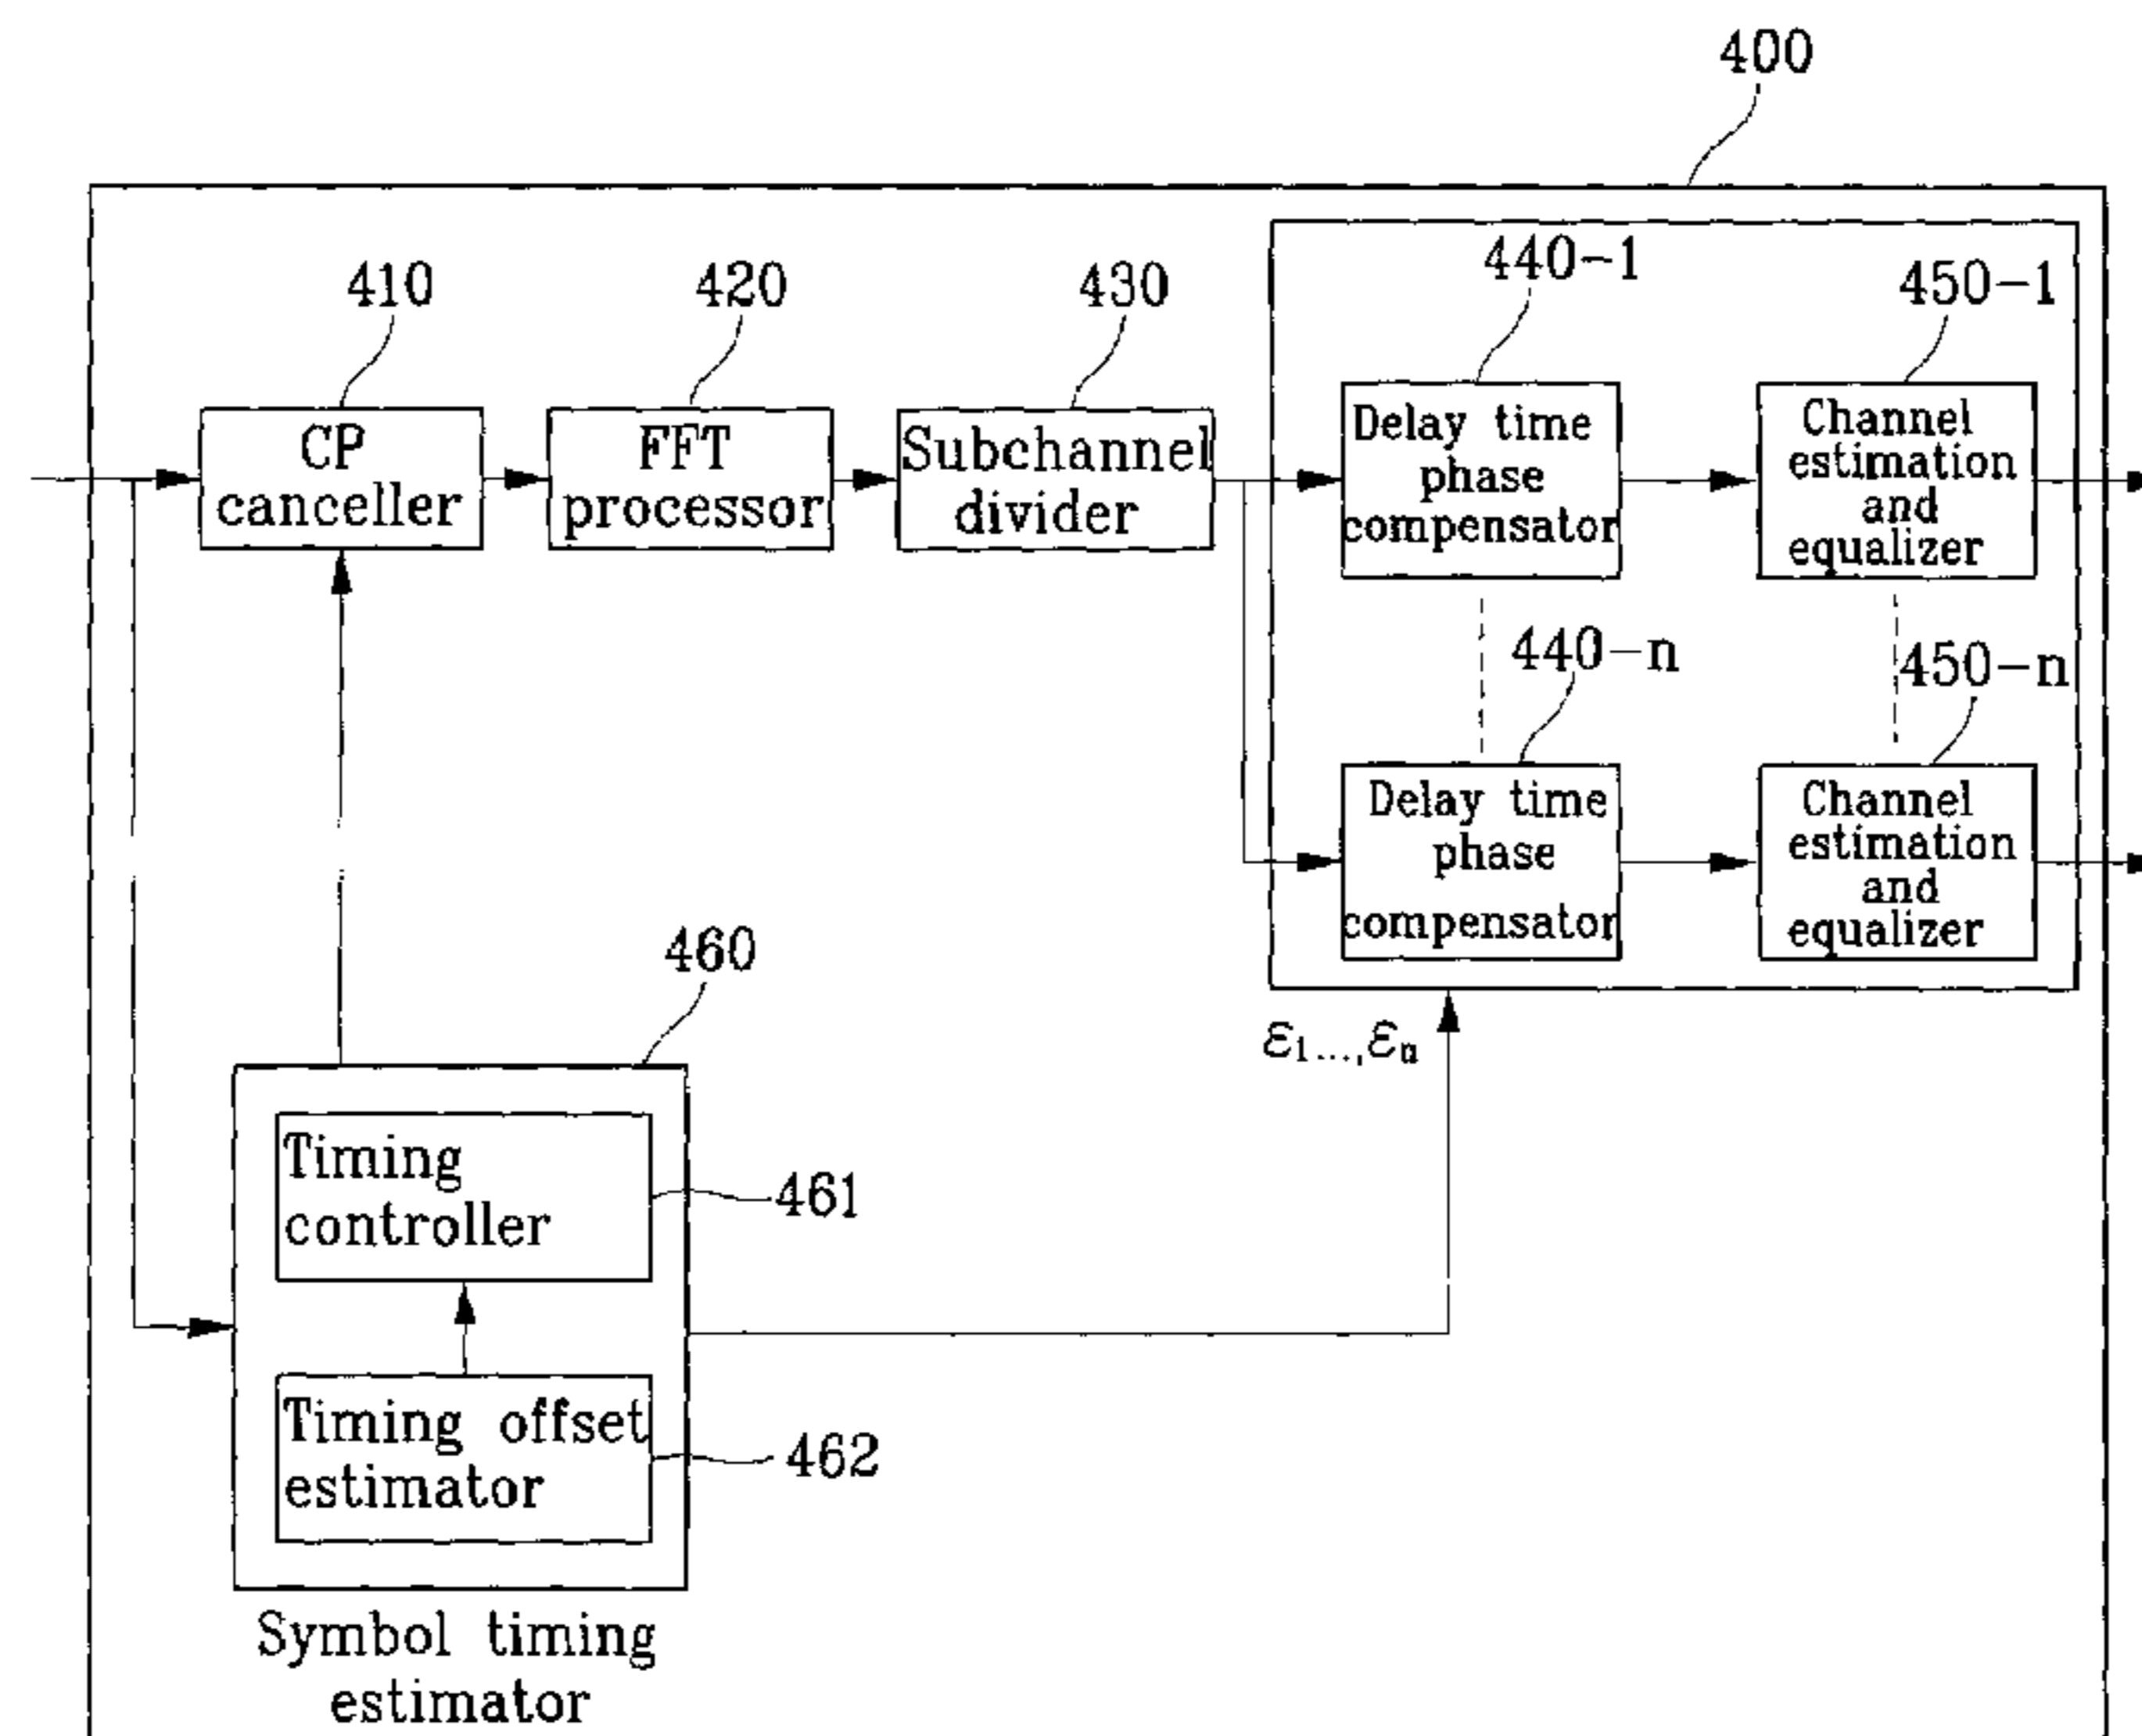 400
410
420
430
440-1
450-1
CP
canceller
FFT
processor
Subchannel
divider
Delay time
phase
compensator
Channel
estimation
and
equalizer
440-n
450-n
Delay time
phase
compensator
Channel
estimation
and
equalizer
ε1...,εn
460
Timing
controller
461
Timing offset
estimator
462
Symbol timing
estimator